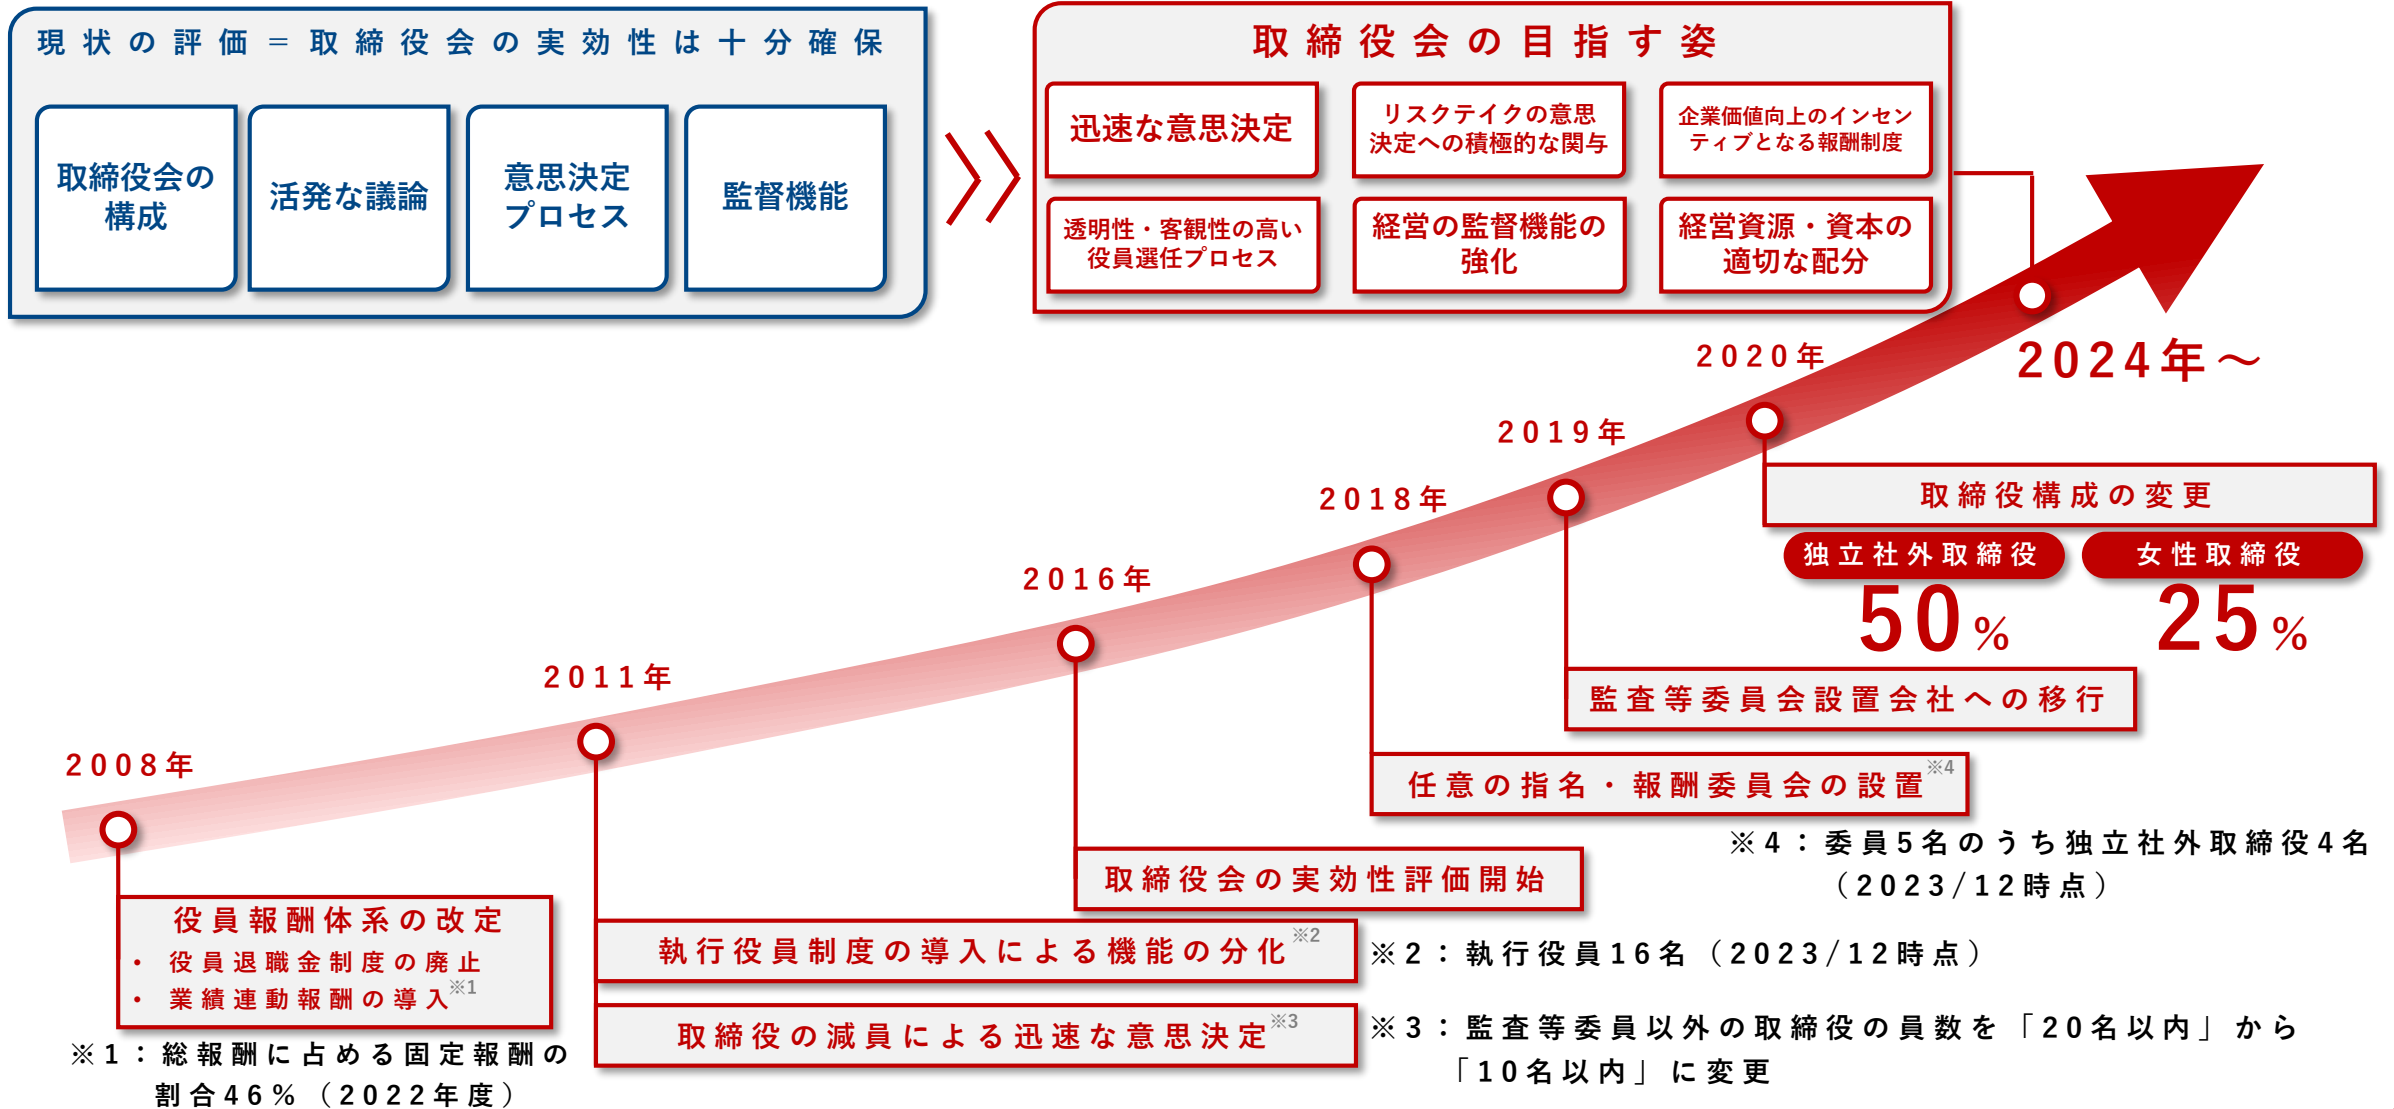 現状の評価＝取締役会の実効性は十分確保
取締役会の
構成
活発な議論
意思決定
プロセス
監督機能
取締役会の目指す姿
迅速な意思決定
リスクテイクの意思
決定への積極的な関与
企業価値向上のインセン
ティブとなる報酬制度
透明性・客観性の高い
役員選任プロセス
経営の監督機能の
強化
経営資源・資本の
適切な配分
2024年～
2020年
取締役構成の変更
独立社外取締役
50%
女性取締役
25%
2019年
監査等委員会設置会社への移行
2018年
任意の指名・報酬委員会の設置※4
※4：委員5名のうち独立社外取締役4名
（2023/12時点）
2016年
取締役会の実効性評価開始
2011年
執行役員制度の導入による機能の分化※2
※2：執行役員16名（2023/12時点）
取締役の減員による迅速な意思決定※3
※3：監査等委員以外の取締役の員数を「20名以内」から
「10名以内」に変更
2008年
役員報酬体系の改定
・ 役員退職金制度の廃止
・ 業績連動報酬の導入※1
※1：総報酬に占める固定報酬の
割合46%（2022年度）